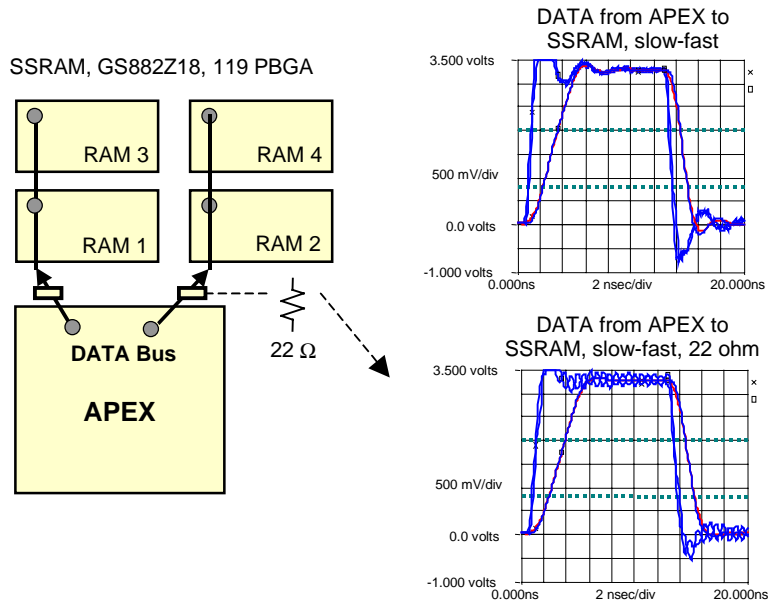 SSRAM, GS882Z18, 119 PBGA
RAM 3
RAM 4
RAM 1
RAM 2
22 Ω
DATA Bus
APEX
DATA from APEX to
SSRAM, slow-fast
3.500 volts
500 mV/div
0.0 volts
-1.000 volts
0.000ns
2 nsec/div
20.000ns
DATA from APEX to
SSRAM, slow-fast, 22 ohm
3.500 volts
500 mV/div
0.0 volts
-1.000 volts
0.000ns
2 nsec/div
20.000ns